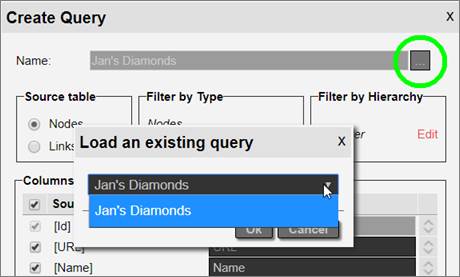 Create Query X
Name: Jan's Diamonds ...
Source table Filter by Type Filter by Hierarchy
Nodes Nodes Edit
Links
Load an existing query X
Jan's Diamonds
Jan's Diamonds
Ok Cancel
Columns
[Id]
[URL] URL
[Name] Name